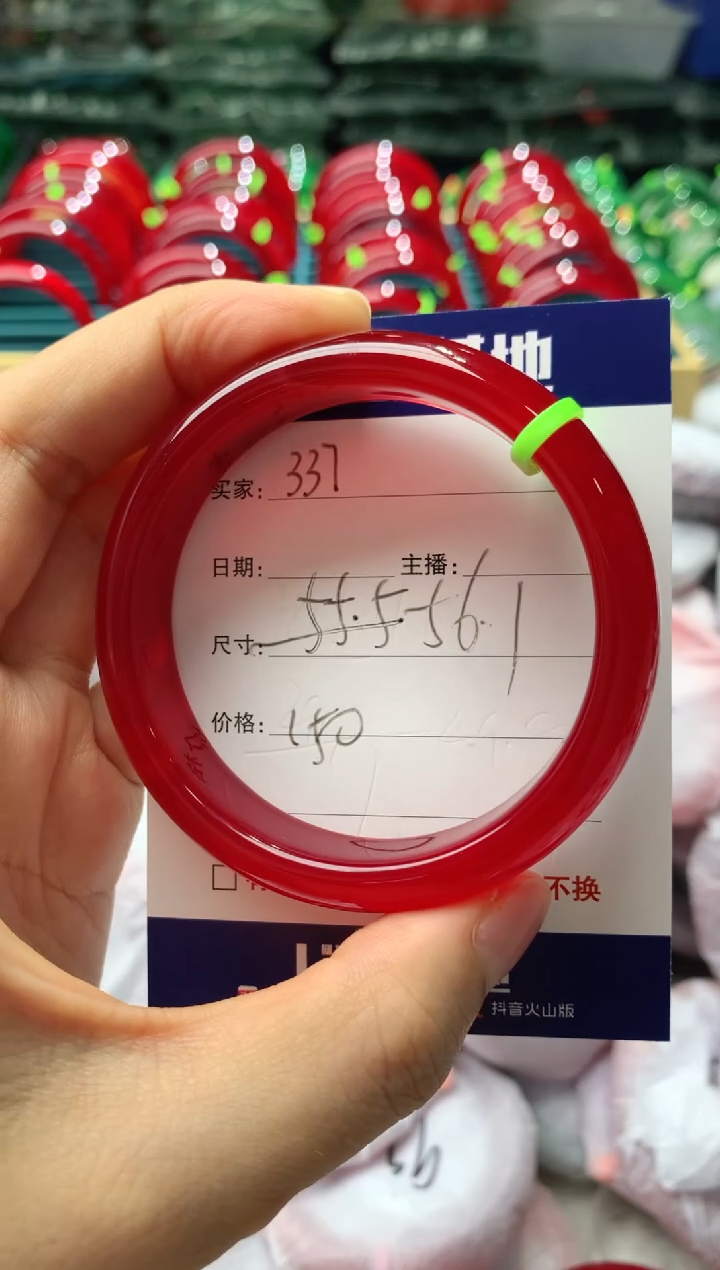 地
买家: 337
日期: 主播:
尺寸: 55.5-56.1
价格: 150
不换
抖音火山版